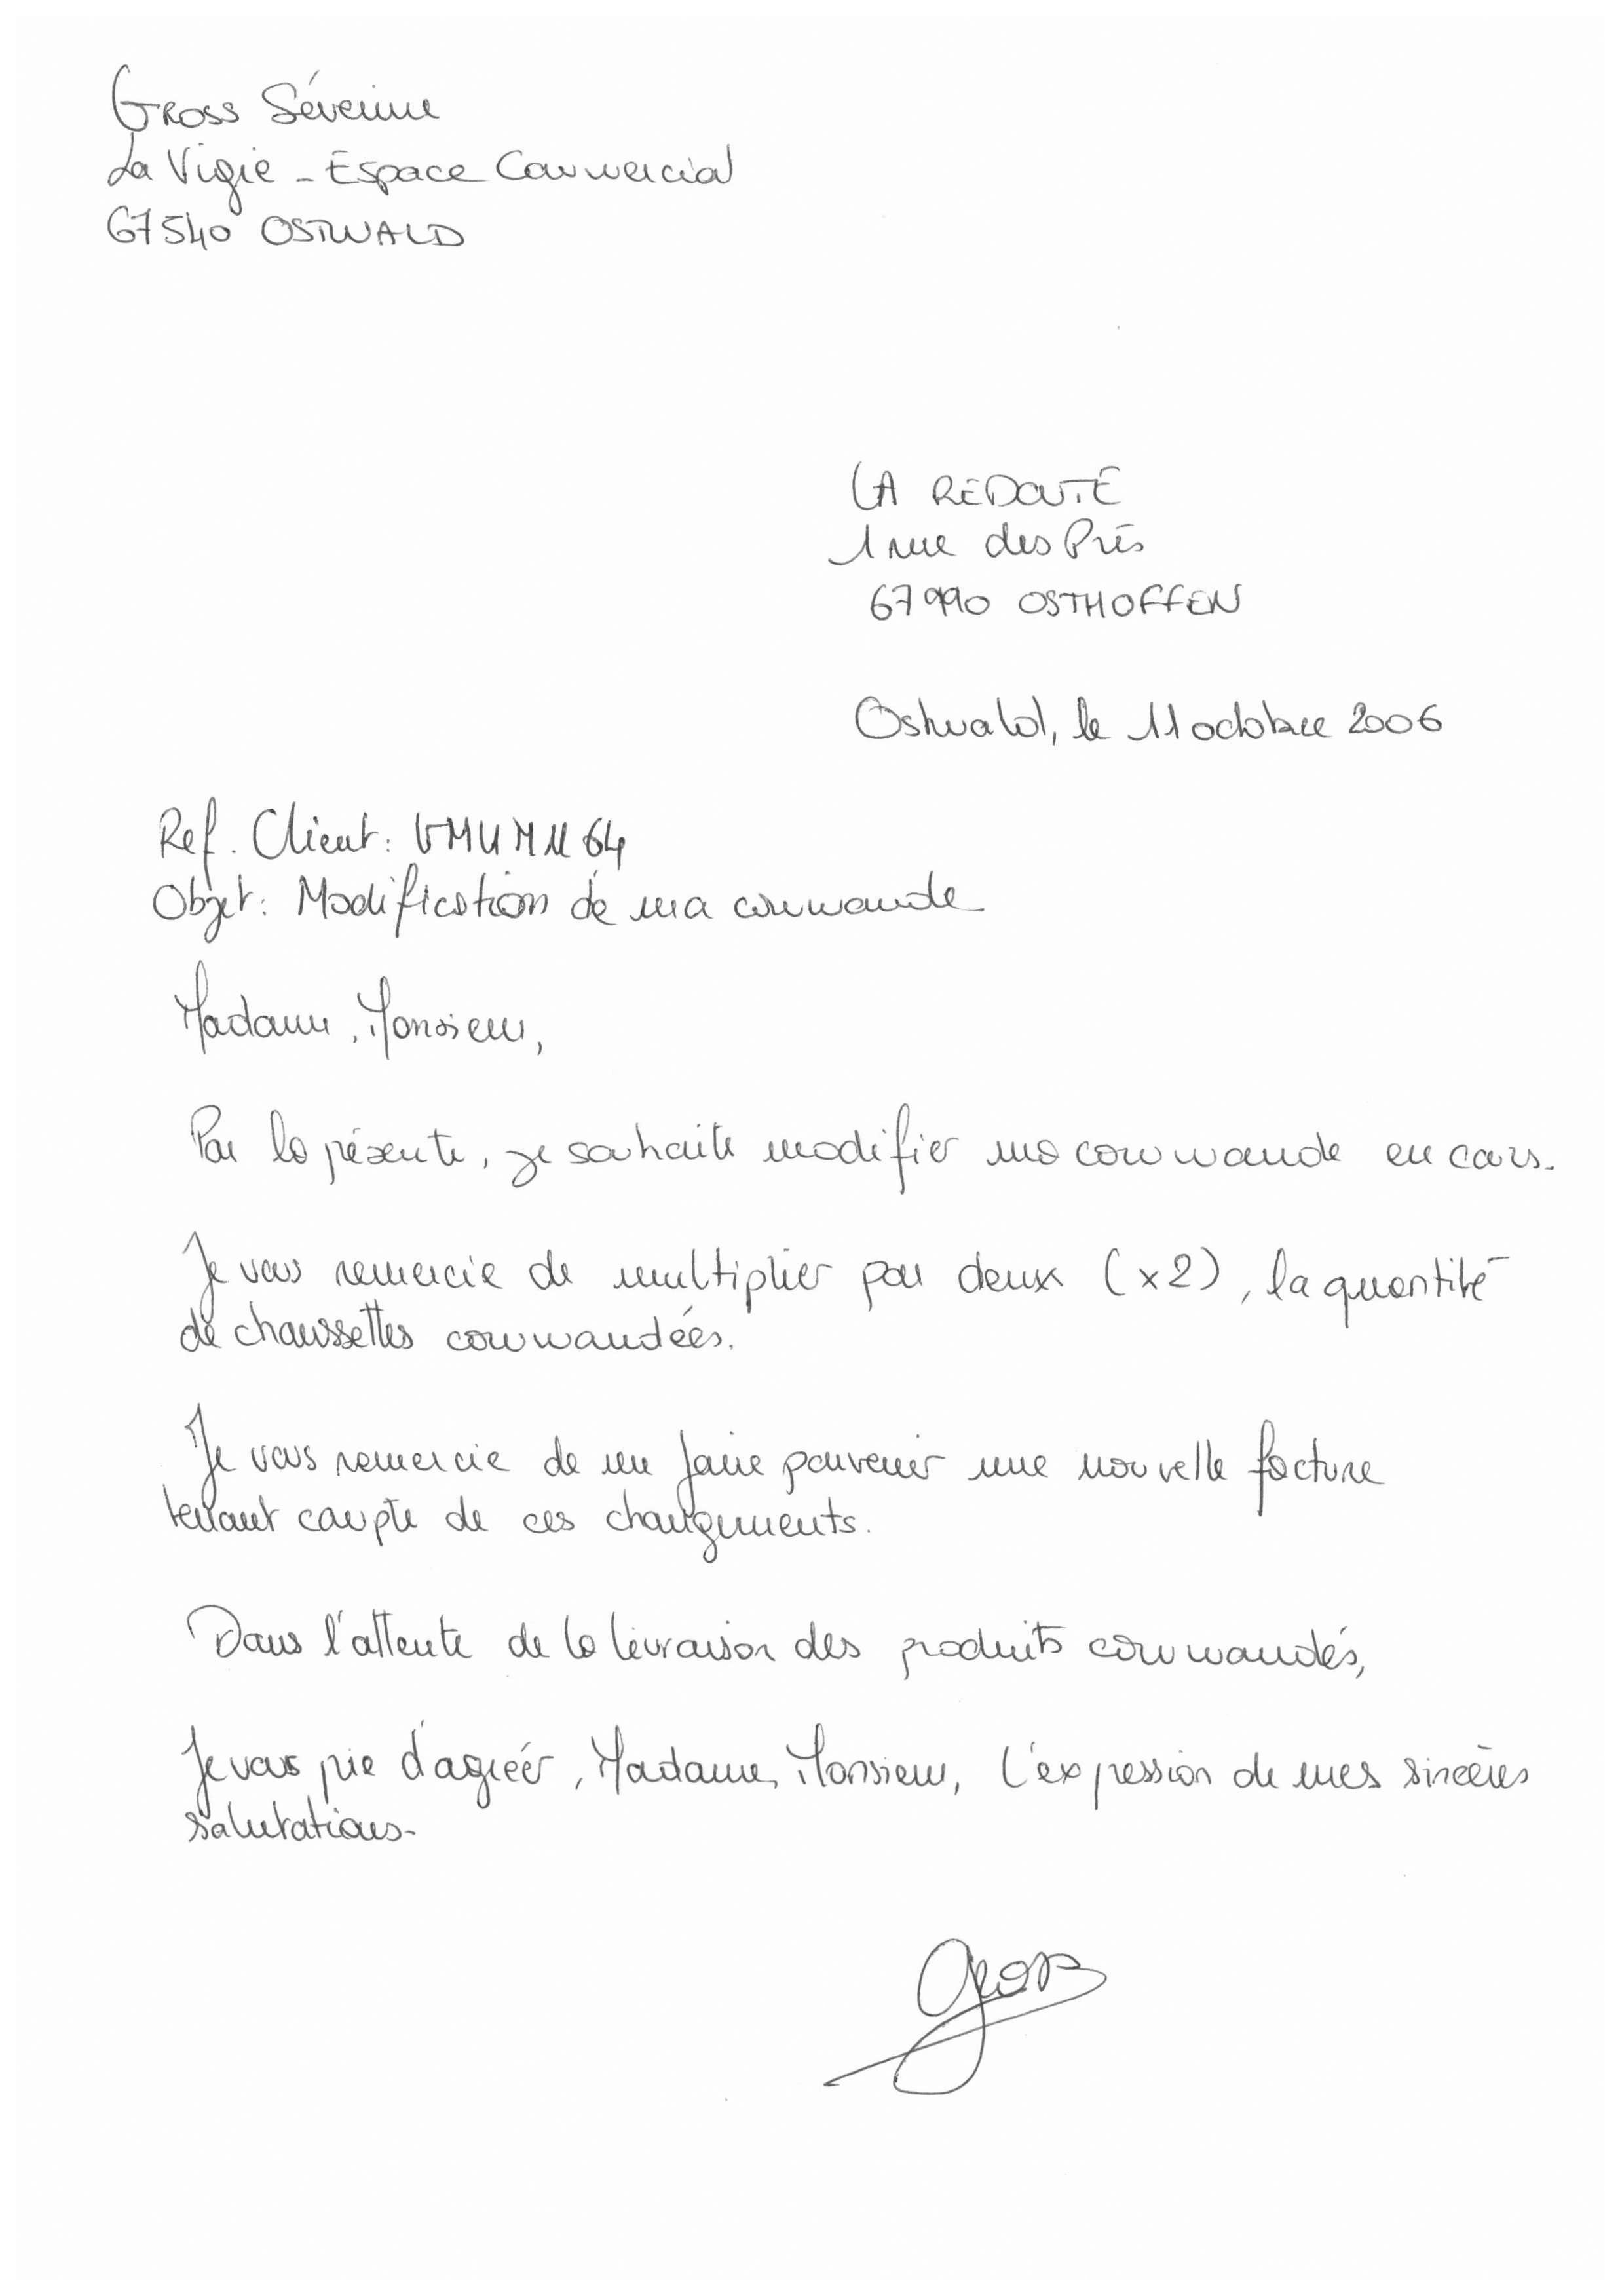 GROSS Séverine
La Vigie - Espace Commercial
67540 OSTWALD
LA REDOUTE
1 rue des Prés
67990 OSTHOFFEN
Ostwald, le 11 octobre 2006
Ref. Client:
Objet: Modification de ma commande
Madame, Monsieur,
Par la présente, je souhaite modifier ma commande en cours.
Je vous remercie de multiplier par deux (x2), la quantité
de chaussettes commandées.
Je vous remercie de me faire parvenir une nouvelle facture
tenant compte de ces changements.
Dans l'attente de la livraison des produits commandés,
Je vous prie d'agréer, Madame, Monsieur, l'expression de mes sincères
salutations.
Gross